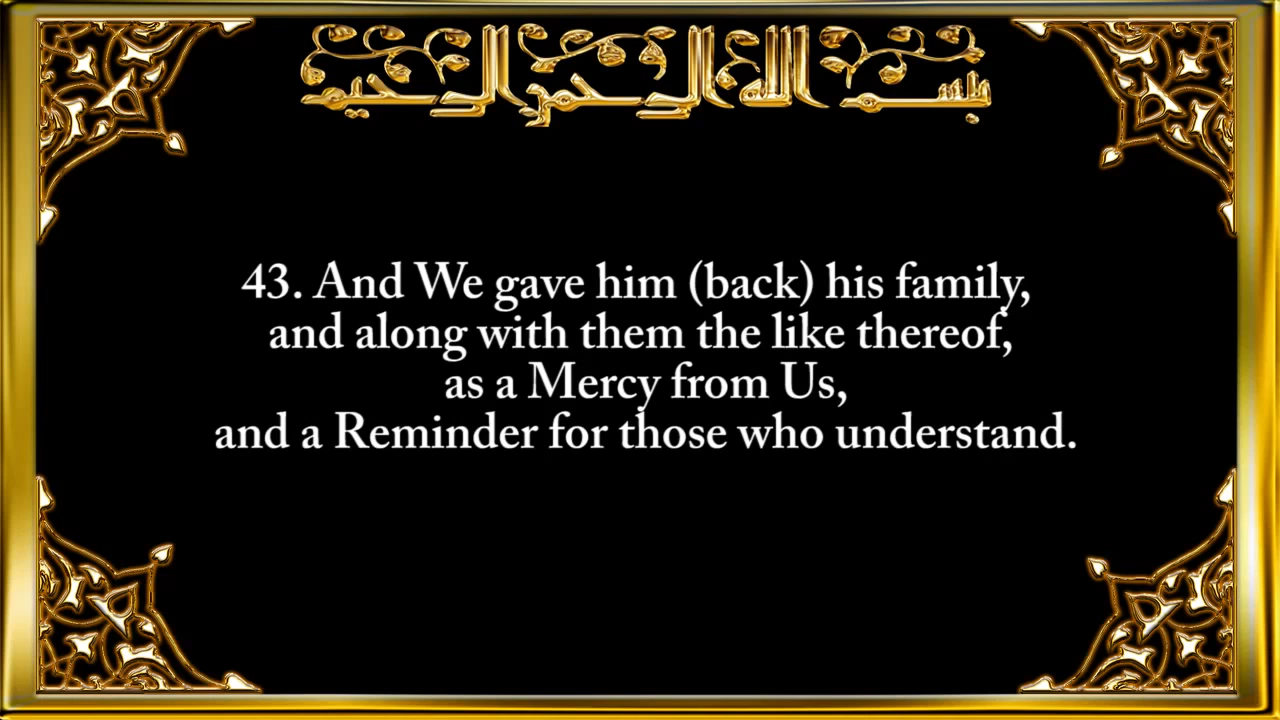 بسم الله الرحمن الرحيم
43. And We gave him (back) his family,
and along with them the like thereof,
as a Mercy from Us,
and a Reminder for those who understand.